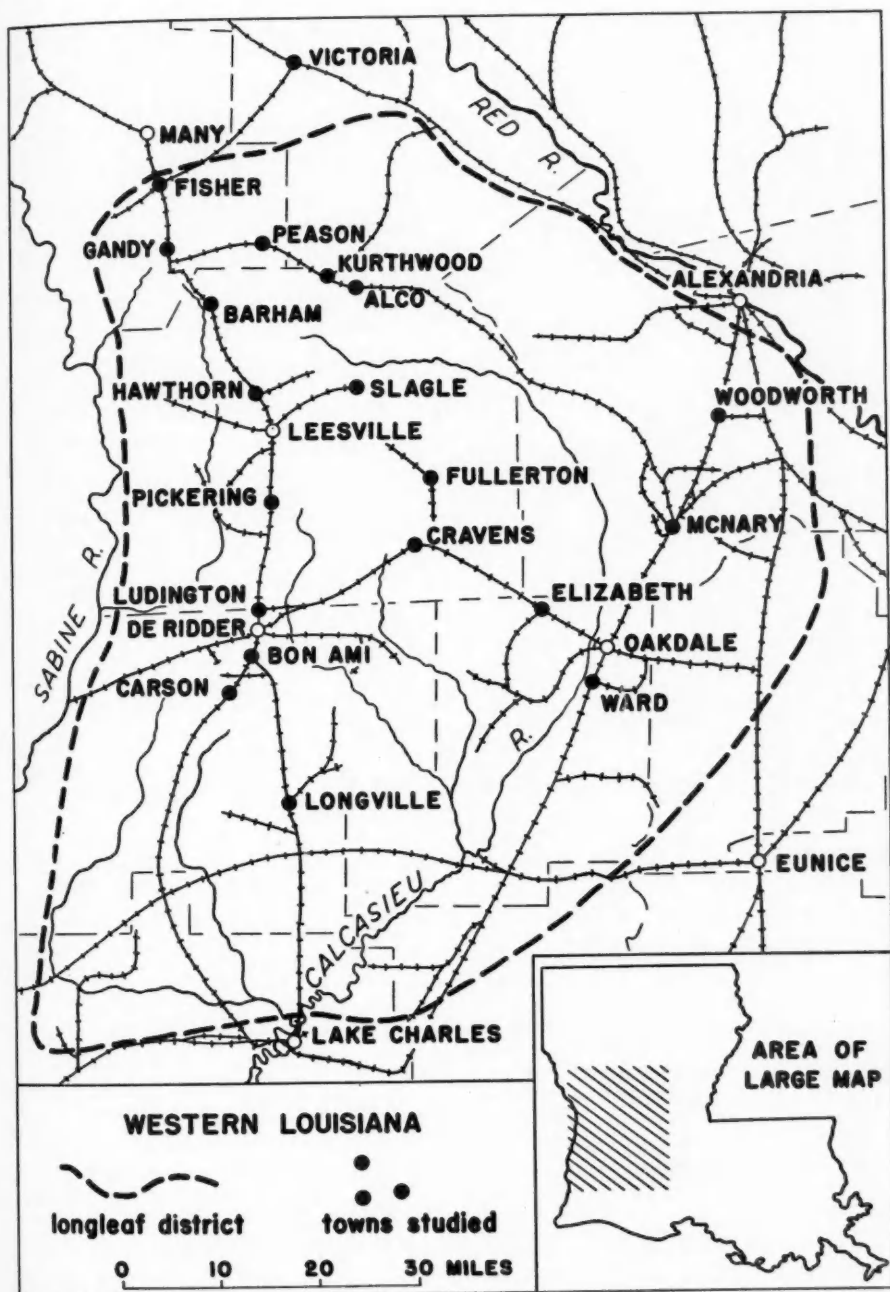 VICTORIA
RED R.
MANY
FISHER
PEASON
GANDY
KURTHWOOD
ALEXANDRIA
ALCO
BARHAM
HAWTHORN
SLAGLE
WOODWORTH
LEESVILLE
FULLERTON
PICKERING
MCNARY
CRAVENS
SABINE R.
LUDINGTON
ELIZABETH
DE RIDDER
OAKDALE
BON AMI
CARSON
WARD
R.
LONGVILLE
EUNICE
CALCASIEU
LAKE CHARLES
AREA OF
LARGE MAP
WESTERN LOUISIANA
longleaf district
towns studied
0 10 20 30 MILES